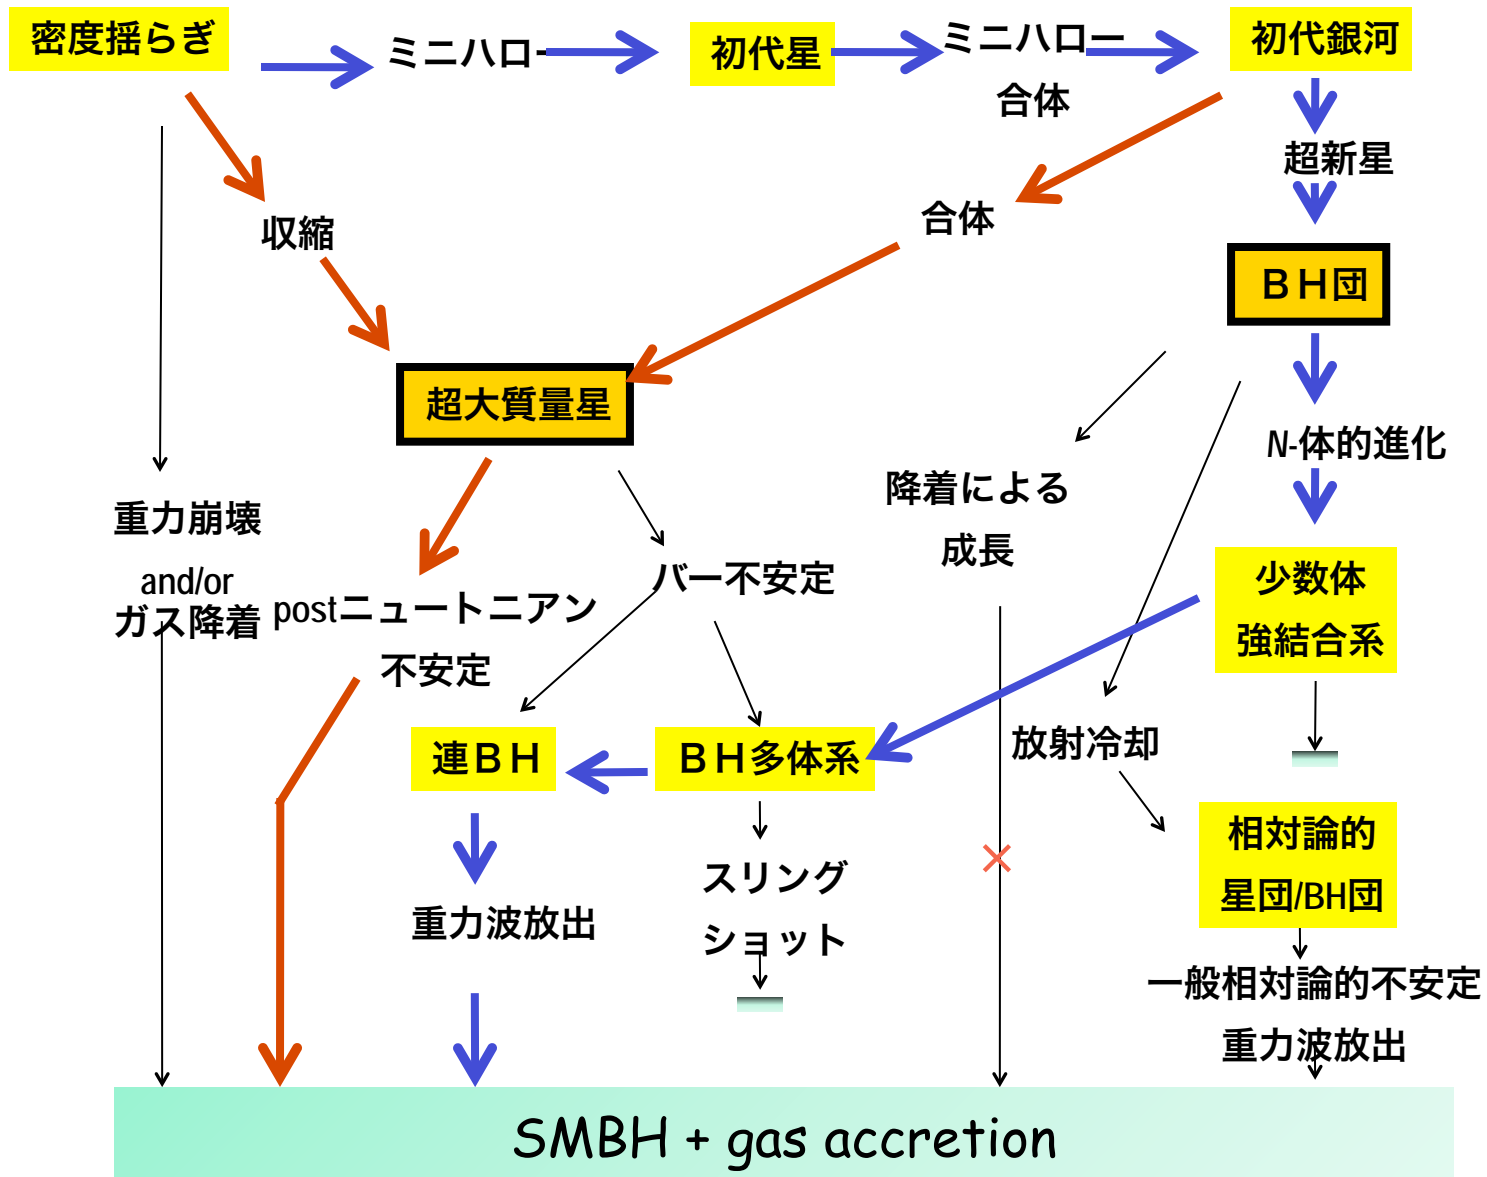 密度揺らぎ
ミニハロー
初代星
ミニハロー
合体
初代銀河
超新星
収縮
合体
ＢＨ団
超大質量星
N-体的進化
降着による
成長
重力崩壊
and/or
ガス降着
postニュートニアン
不安定
バー不安定
少数体
強結合系
連ＢＨ
ＢＨ多体系
放射冷却
相対論的
星団/BH団
スリング
ショット
重力波放出
一般相対論的不安定
重力波放出
SMBH + gas accretion